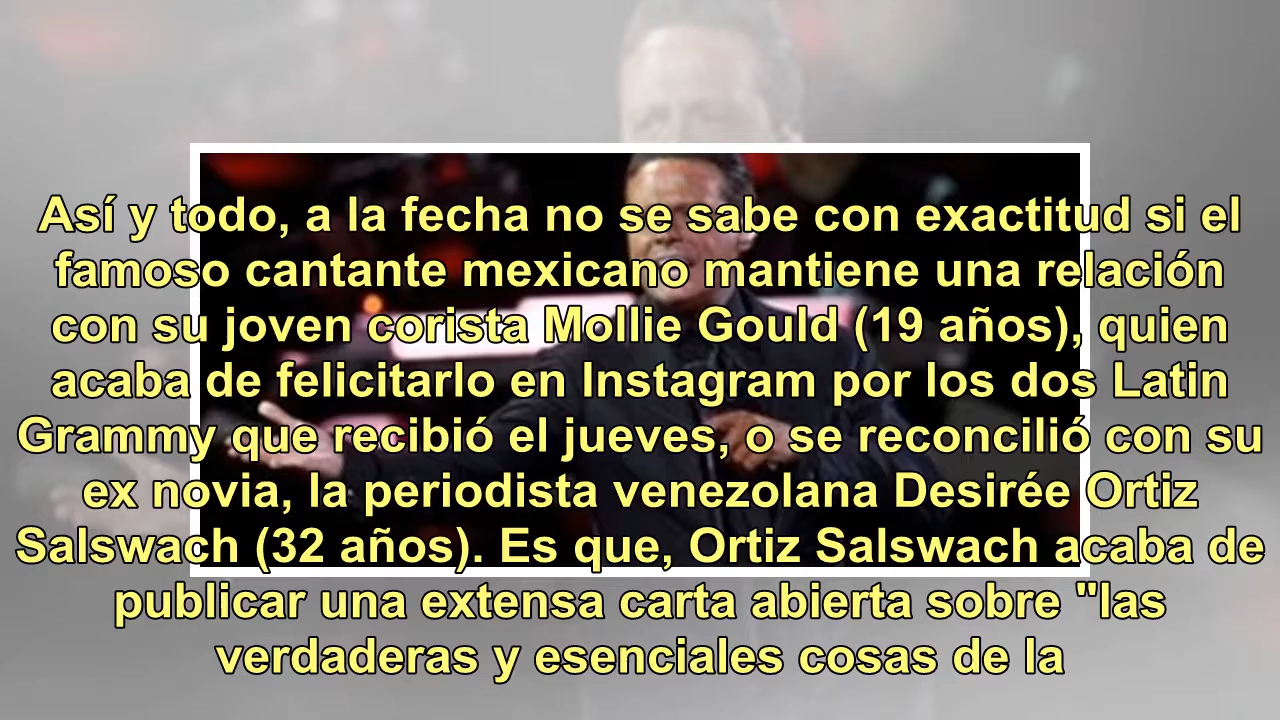 Así y todo, a la fecha no se sabe con exactitud si el
famoso cantante mexicano mantiene una relación
con su joven corista Mollie Gould (19 años), quien
acaba de felicitarlo en Instagram por los dos Latin
Grammy que recibió el jueves, o se reconcilió con su
ex novia, la periodista venezolana Desirée Ortiz
Salswach (32 años). Es que, Ortiz Salswach acaba de
publicar una extensa carta abierta sobre "las
verdaderas y esenciales cosas de la